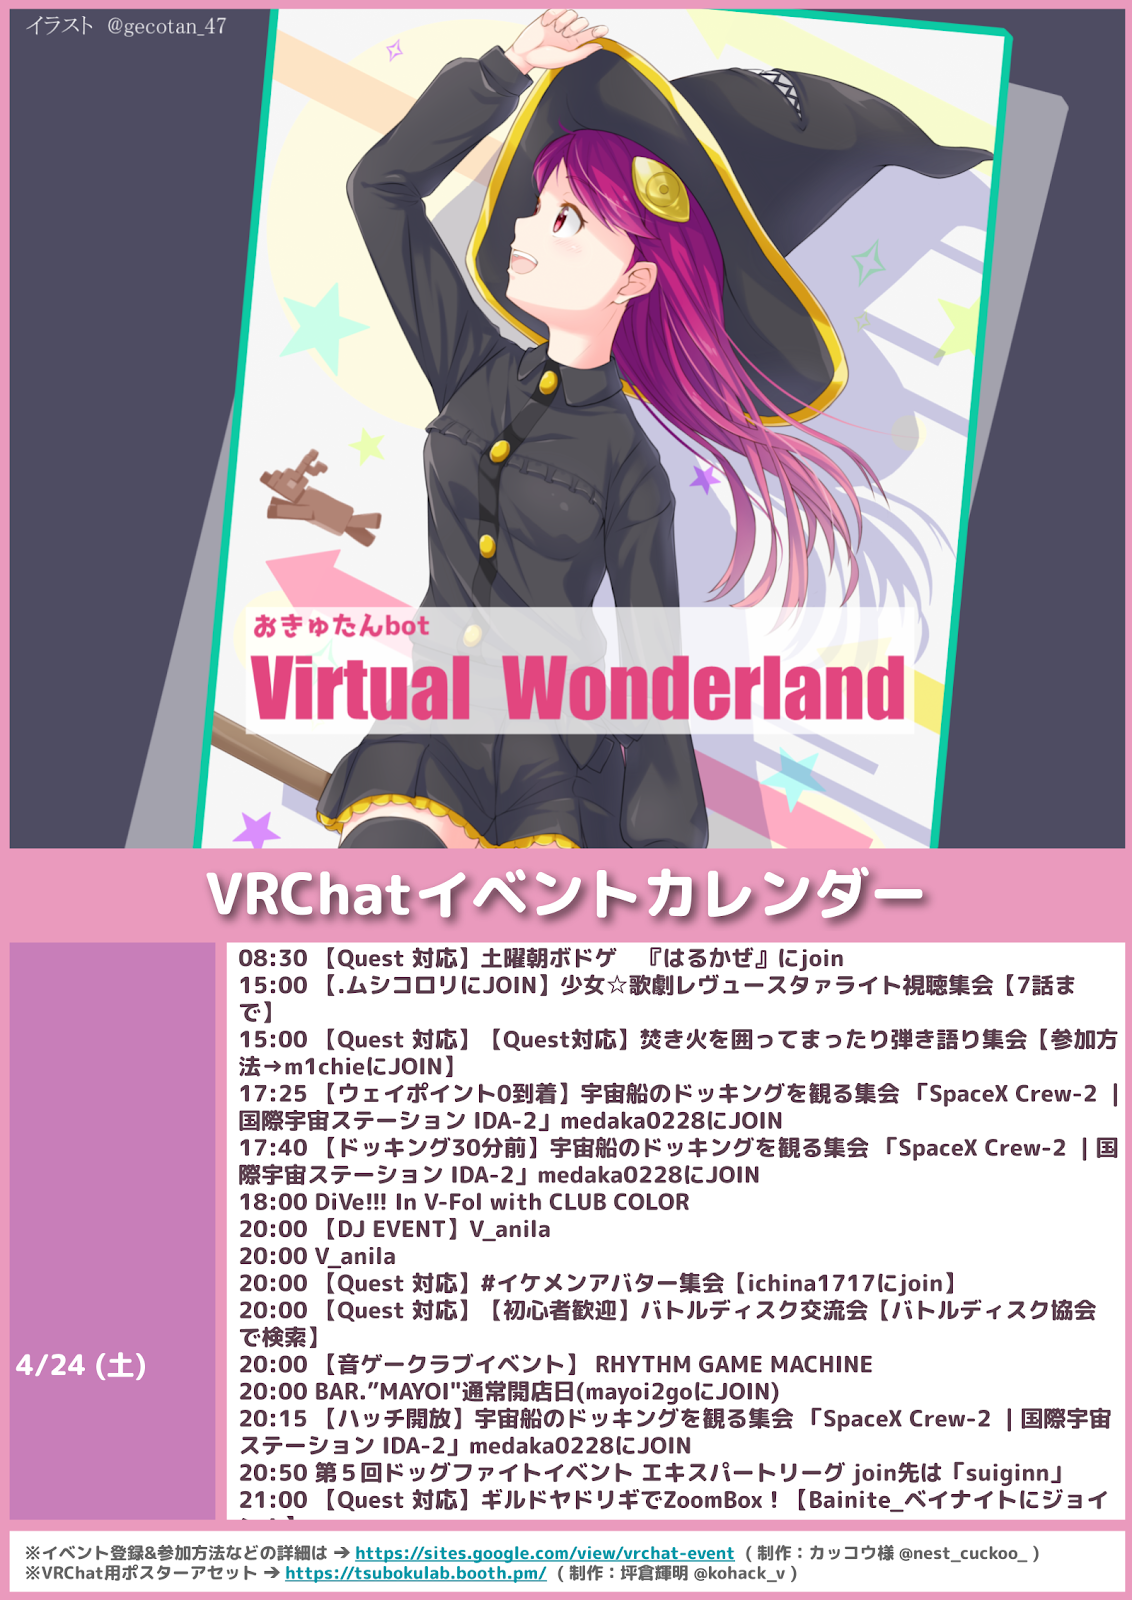 イラスト @gecotan_47
おきゅたんbot
Virtual Wonderland
VRChatイベントカレンダー
4/24 (土)
08:30 【Quest 対応】土曜朝ボドゲ 『はるかぜ』にjoin
15:00 【.ムシコロリにJOIN】少女☆歌劇レヴュースタァライト視聴集会【7話ま
で】
15:00 【Quest 対応】【Quest対応】焚き火を囲ってまったり弾き語り集会【参加方
法→m1chieにJOIN】
17:25 【ウェイポイント0到着】宇宙船のドッキングを観る集会 「SpaceX Crew-2 |
国際宇宙ステーション IDA-2」medaka0228にJOIN
17:40 【ドッキング30分前】宇宙船のドッキングを観る集会 「SpaceX Crew-2 | 国
際宇宙ステーション IDA-2」medaka0228にJOIN
18:00 DiVe!!! In V-Fol with CLUB COLOR
20:00 【DJ EVENT】V_anila
20:00 V_anila
20:00 【Quest 対応】#イケメンアバター集会【ichina1717にjoin】
20:00 【Quest 対応】【初心者歓迎】バトルディスク交流会【バトルディスク協会
で検索】
20:00 【音ゲークラブイベント】 RHYTHM GAME MACHINE
20:00 BAR.”MAYOI"通常開店日(mayoi2goにJOIN)
20:15 【ハッチ開放】宇宙船のドッキングを観る集会 「SpaceX Crew-2 | 国際宇宙
ステーション IDA-2」medaka0228にJOIN
20:50 第５回ドッグファイトイベント エキスパートリーグ join先は「suiginn」
21:00 【Quest 対応】ギルドヤドリギでZoomBox！【Bainite_ベイナイトにジョイ
※イベント登録&参加方法などの詳細は → https://sites.google.com/view/vrchat-event ( 制作：カッコウ様 @nest_cuckoo_ )
※VRChat用ポスターアセット → https://tsubokulab.booth.pm/ ( 制作：坪倉輝明 @kohack_v )